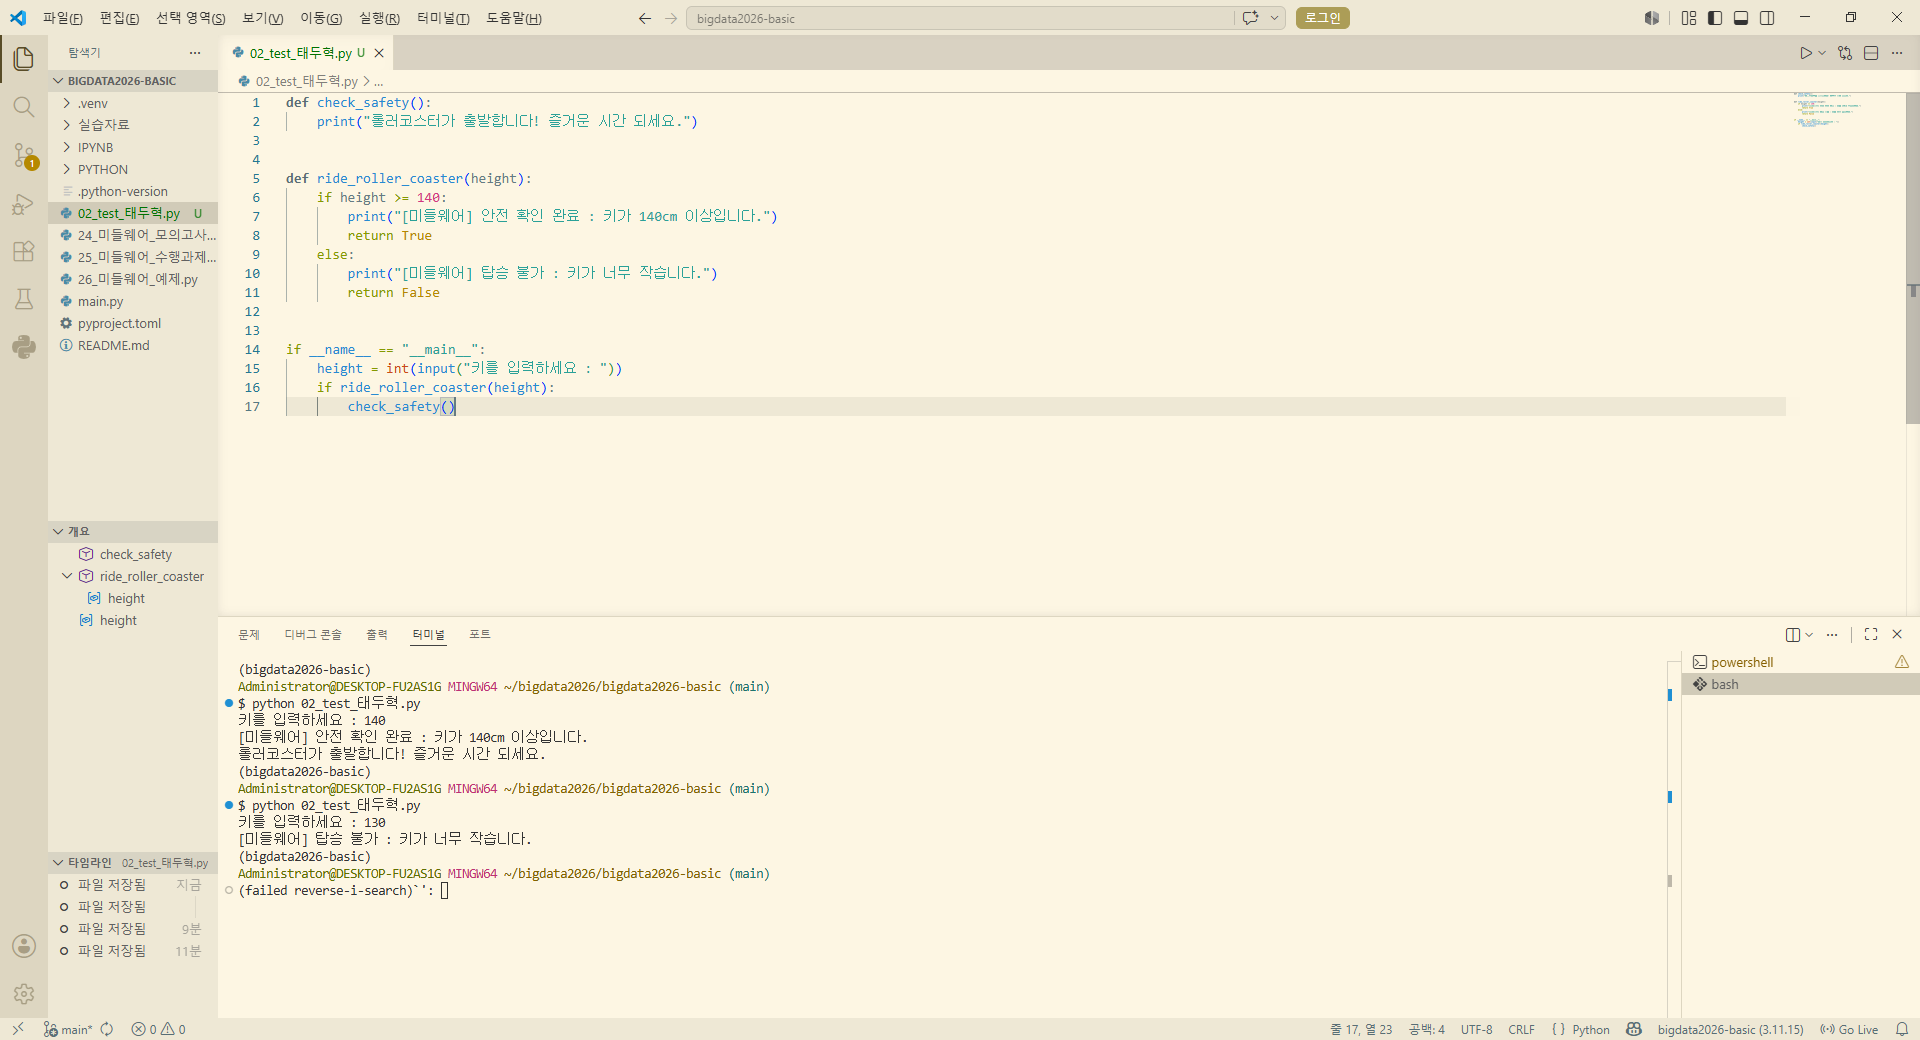 파일(F) 편집(E) 선택 영역(S) 보기(V) 이동(G) 실행(R) 터미널(T) 도움말(H)
bigdata2026-basic
로그인
탐색기
BIGDATA2026-BASIC
.venv
실습자료
IPYNB
PYTHON
.python-version
02_test_태두혁.py U
24_미들웨어_모의고사...
25_미들웨어_수행과제...
26_미들웨어_예제.py
main.py
pyproject.toml
README.md
개요
check_safety
ride_roller_coaster
height
height
타임라인 02_test_태두혁.py
파일 저장됨 지금
파일 저장됨
파일 저장됨 9분
파일 저장됨 11분
02_test_태두혁.py U
02_test_태두혁.py > ...
1 def check_safety():
2 print("롤러코스터가 출발합니다! 즐거운 시간 되세요.")
3
4
5 def ride_roller_coaster(height):
6 if height >= 140:
7 print("[미들웨어] 안전 확인 완료 : 키가 140cm 이상입니다.")
8 return True
9 else:
10 print("[미들웨어] 탑승 불가 : 키가 너무 작습니다.")
11 return False
12
13
14 if __name__ == "__main__":
15 height = int(input("키를 입력하세요 : "))
16 if ride_roller_coaster(height):
17 check_safety()
문제 디버그 콘솔 출력 터미널 포트
(bigdata2026-basic)
Administrator@DESKTOP-FU2AS1G MINGW64 ~/bigdata2026/bigdata2026-basic (main)
$ python 02_test_태두혁.py
키를 입력하세요 : 140
[미들웨어] 안전 확인 완료 : 키가 140cm 이상입니다.
롤러코스터가 출발합니다! 즐거운 시간 되세요.
(bigdata2026-basic)
Administrator@DESKTOP-FU2AS1G MINGW64 ~/bigdata2026/bigdata2026-basic (main)
$ python 02_test_태두혁.py
키를 입력하세요 : 130
[미들웨어] 탑승 불가 : 키가 너무 작습니다.
(bigdata2026-basic)
Administrator@DESKTOP-FU2AS1G MINGW64 ~/bigdata2026/bigdata2026-basic (main)
(failed reverse-i-search)`':
powershell
bash
1
main* 0 0
줄 17, 열 23 공백: 4 UTF-8 CRLF { } Python bigdata2026-basic (3.11.15) Go Live